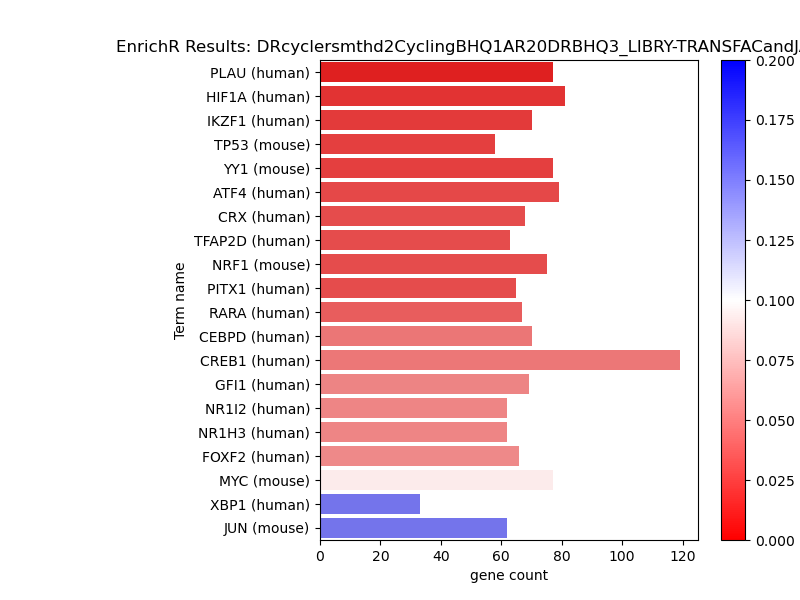 EnrichR Results: DRcyclersmthd2CyclingBHQ1AR20DRBHQ3_LIBRY-TRANSFACandJ
PLAU (human)
HIF1A (human)
IKZF1 (human)
TP53 (mouse)
YY1 (mouse)
ATF4 (human)
CRX (human)
TFAP2D (human)
NRF1 (mouse)
PITX1 (human)
RARA (human)
CEBPD (human)
CREB1 (human)
GFI1 (human)
NR1I2 (human)
NR1H3 (human)
FOXF2 (human)
MYC (mouse)
XBP1 (human)
JUN (mouse)
Term name
0 20 40 60 80 100 120
gene count
0.200
0.175
0.150
0.125
0.100
0.075
0.050
0.025
0.000